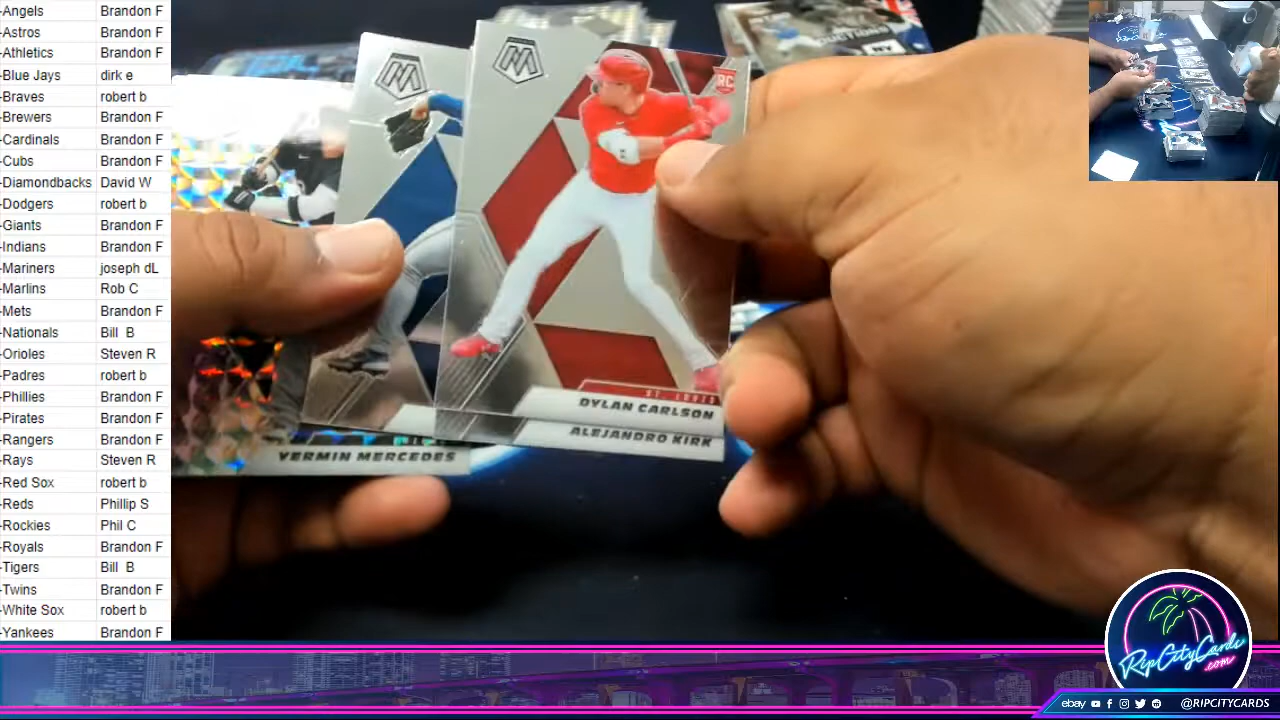 -Angels Brandon F
-Astros Brandon F
-Athletics Brandon F
-Blue Jays dirk e
-Braves robert b
-Brewers Brandon F
-Cardinals Brandon F
-Cubs Brandon F
-Diamondbacks David W
-Dodgers robert b
-Giants Brandon F
-Indians Brandon F
-Mariners joseph dL
-Marlins Rob C
-Mets Brandon F
-Nationals Bill B
-Orioles Steven R
-Padres robert b
-Phillies Brandon F
-Pirates Brandon F
-Rangers Brandon F
-Rays Steven R
-Red Sox robert b
-Reds Phillip S
-Rockies Phil C
-Royals Brandon F
-Tigers Bill B
-Twins Brandon F
-White Sox robert b
-Yankees Brandon F
M
M
RC
ST. LOUIS
DYLAN CARLSON
ALEJANDRO KIRK
YERMIN MERCEDES
RipCityCards
.com
ebay @RIPCITYCARDS